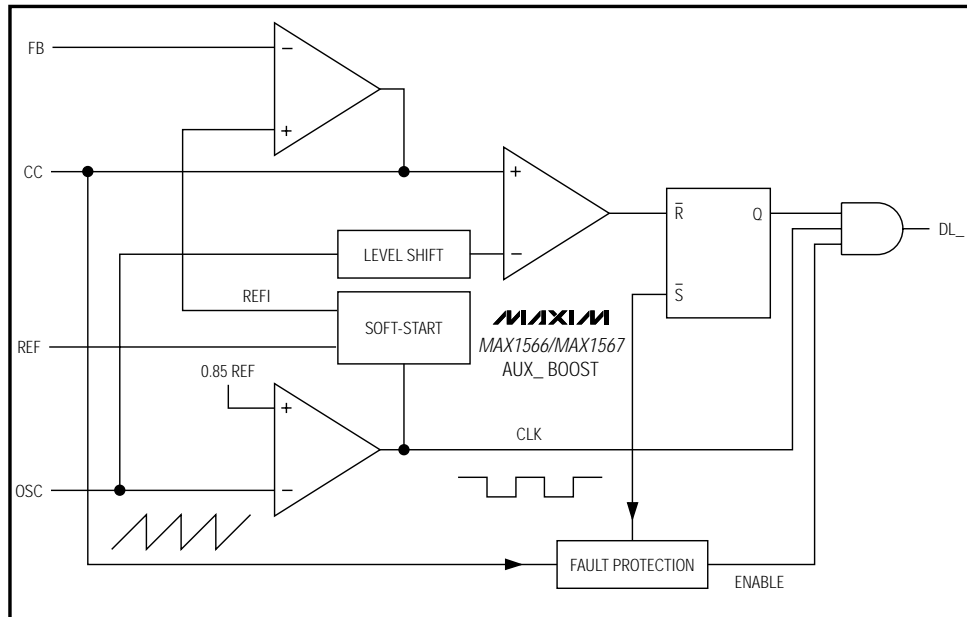 FB
−
+
CC
+
R̅
Q
DL_
LEVEL SHIFT
−
REFI
S̅
SOFT-START
MAXIM
MAX1566/MAX1567
AUX_ BOOST
REF
0.85 REF
+
CLK
OSC
−
FAULT PROTECTION
ENABLE